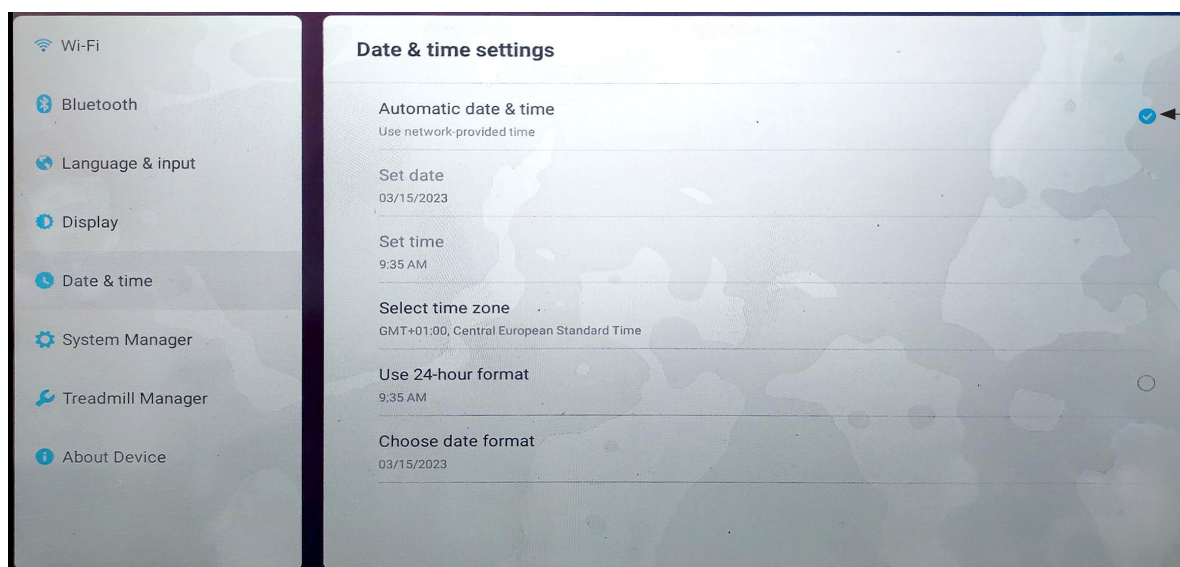 Wi-Fi
Bluetooth
Language & input
Display
Date & time
System Manager
Treadmill Manager
About Device
Date & time settings
Automatic date & time
Use network-provided time
Set date
03/15/2023
Set time
9:35 AM
Select time zone
GMT+01:00, Central European Standard Time
Use 24-hour format
9:35 AM
Choose date format
03/15/2023